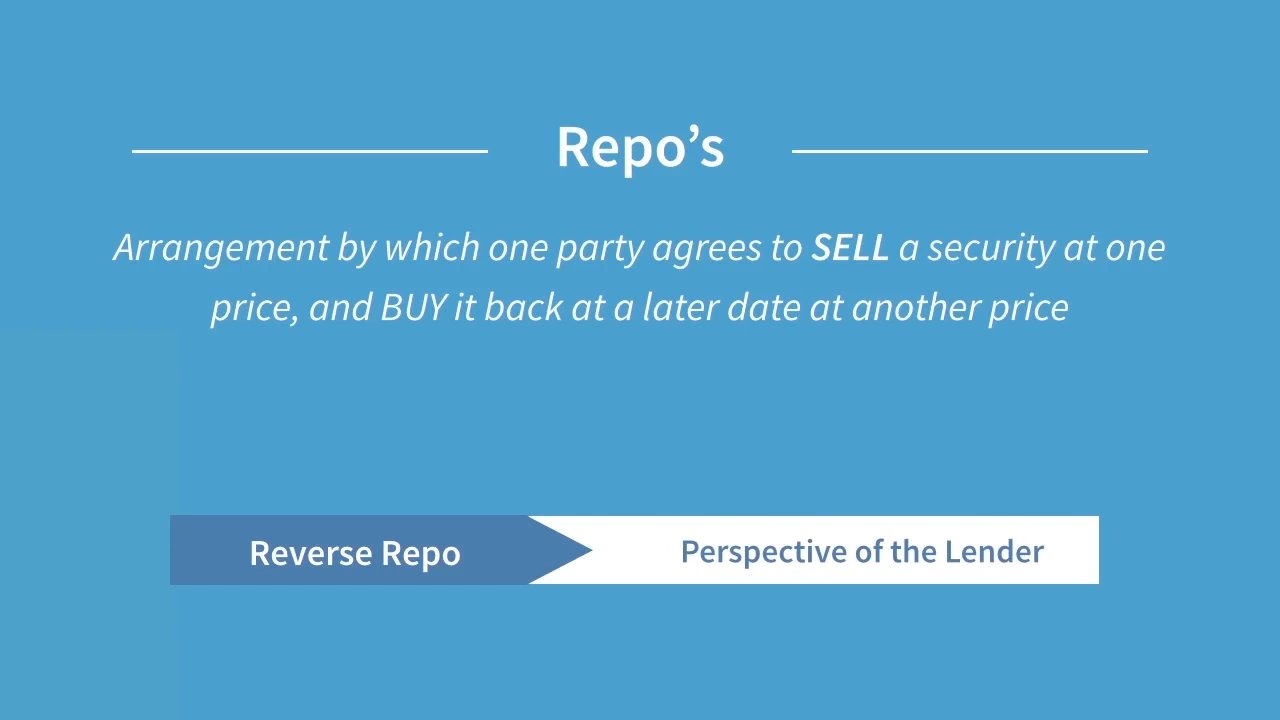 Repo’s
Arrangement by which one party agrees to SELL a security at one
price, and BUY it back at a later date at another price
Reverse Repo
Perspective of the Lender